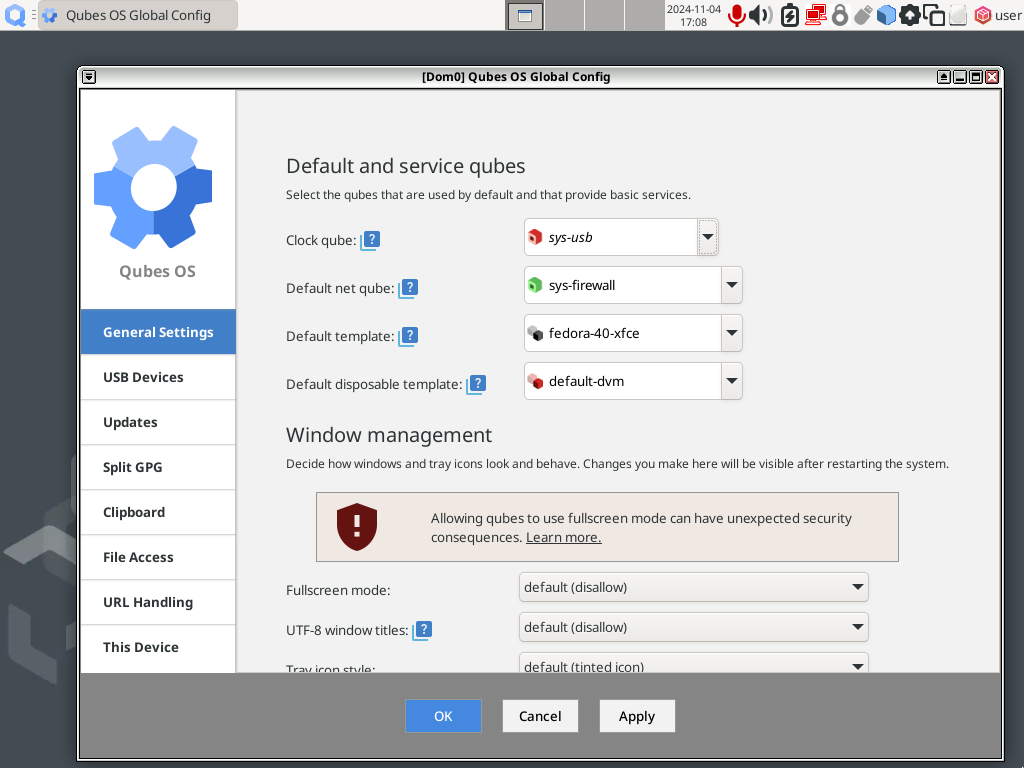 Qubes OS Global Config
2024-11-04
17:08
user
[Dom0] Qubes OS Global Config
Qubes OS
General Settings
USB Devices
Updates
Split GPG
Clipboard
File Access
URL Handling
This Device
Default and service qubes
Select the qubes that are used by default and that provide basic services.
Clock qube: ?
sys-usb
Default net qube: ?
sys-firewall
Default template: ?
fedora-40-xfce
Default disposable template: ?
default-dvm
Window management
Decide how windows and tray icons look and behave. Changes you make here will be visible after restarting the system.
Allowing qubes to use fullscreen mode can have unexpected security
consequences. Learn more.
Fullscreen mode:
default (disallow)
UTF-8 window titles: ?
default (disallow)
Tray icon style:
default (tinted icon)
OK
Cancel
Apply